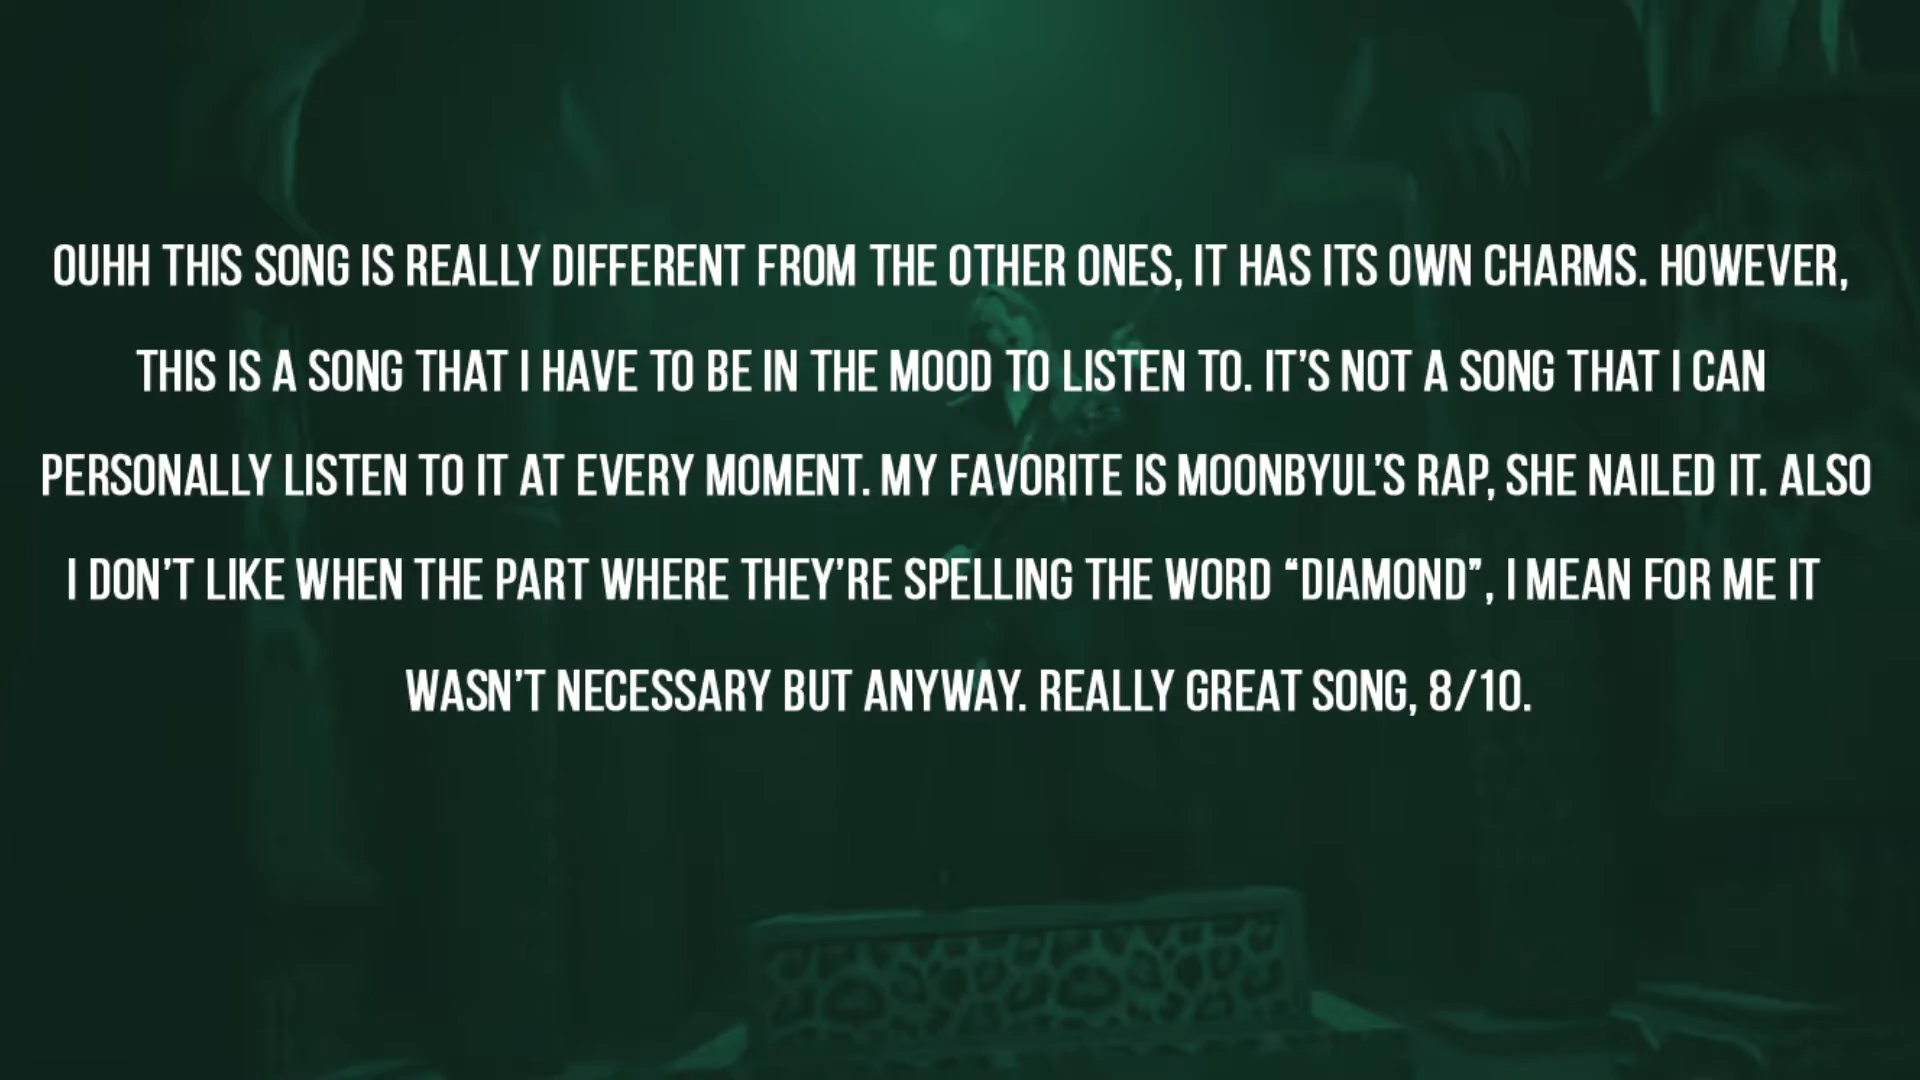 OUHH THIS SONG IS REALLY DIFFERENT FROM THE OTHER ONES, IT HAS ITS OWN CHARMS. HOWEVER,
THIS IS A SONG THAT I HAVE TO BE IN THE MOOD TO LISTEN TO. IT'S NOT A SONG THAT I CAN
PERSONALLY LISTEN TO IT AT EVERY MOMENT. MY FAVORITE IS MOONBYUL'S RAP, SHE NAILED IT. ALSO
I DON'T LIKE WHEN THE PART WHERE THEY'RE SPELLING THE WORD “DIAMOND”, I MEAN FOR ME IT
WASN'T NECESSARY BUT ANYWAY. REALLY GREAT SONG, 8/10.